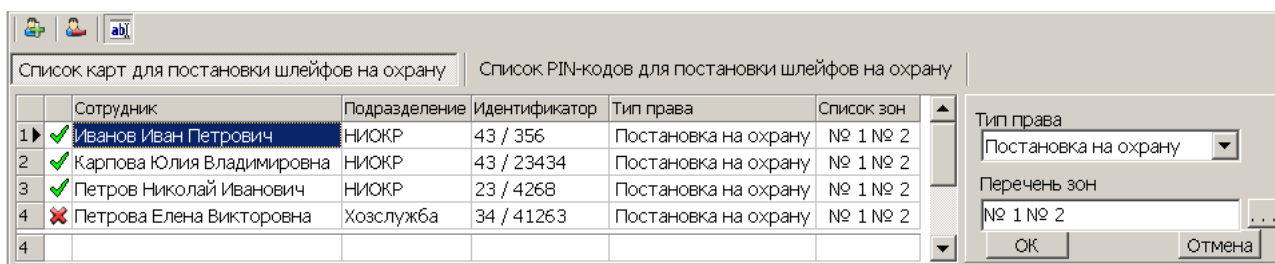 ab
Список карт для постановки шлейфов на охрану Список PIN-кодов для постановки шлейфов на охрану
Сотрудник Подразделение Идентификатор Тип права Список зон
1 Иванов Иван Петрович НИОКР 43 / 356 Постановка на охрану № 1 № 2
2 Карпова Юлия Владимировна НИОКР 43 / 23434 Постановка на охрану № 1 № 2
3 Петров Николай Иванович НИОКР 23 / 4268 Постановка на охрану № 1 № 2
4 Петрова Елена Викторовна Хозслужба 34 / 41263 Постановка на охрану № 1 № 2
4
Тип права
Постановка на охрану
Перечень зон
№ 1 № 2 ...
ОК Отмена